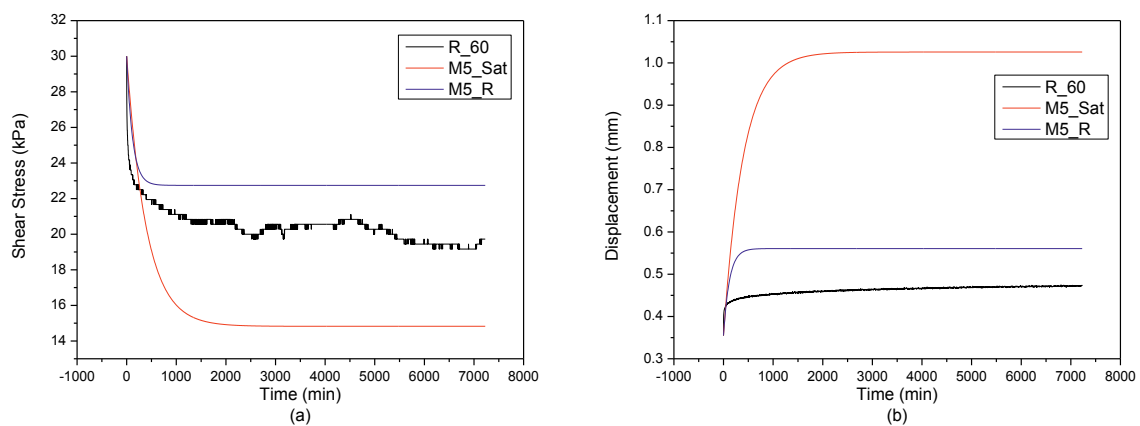 32
30
28
26
24
22
20
18
16
14
Shear Stress (kPa)
R_60
M5_Sat
M5_R
-1000 0 1000 2000 3000 4000 5000 6000 7000 8000
Time (min)
(a)
1.1
1.0
0.9
0.8
0.7
0.6
0.5
0.4
0.3
Displacement (mm)
R_60
M5_Sat
M5_R
-1000 0 1000 2000 3000 4000 5000 6000 7000 8000
Time (min)
(b)